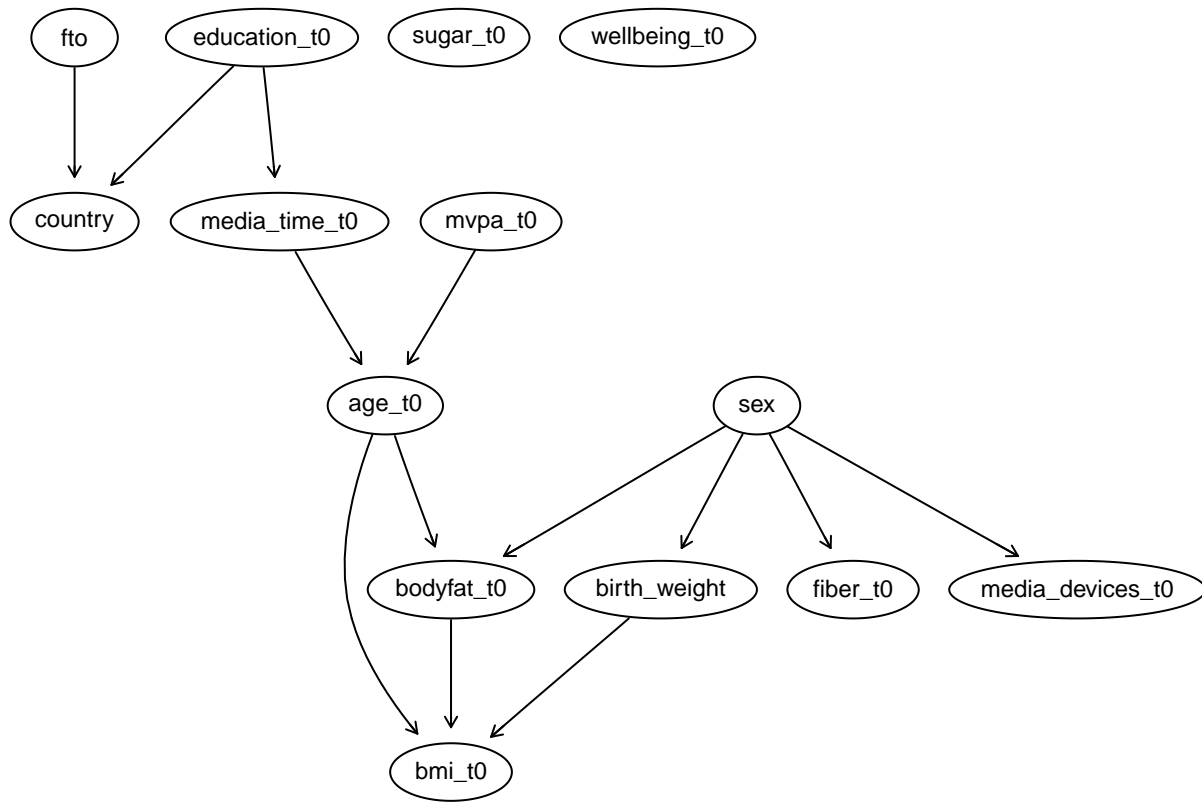 fto
education_t0
sugar_t0
wellbeing_t0
country
media_time_t0
mvpa_t0
age_t0
sex
bodyfat_t0
birth_weight
fiber_t0
media_devices_t0
bmi_t0